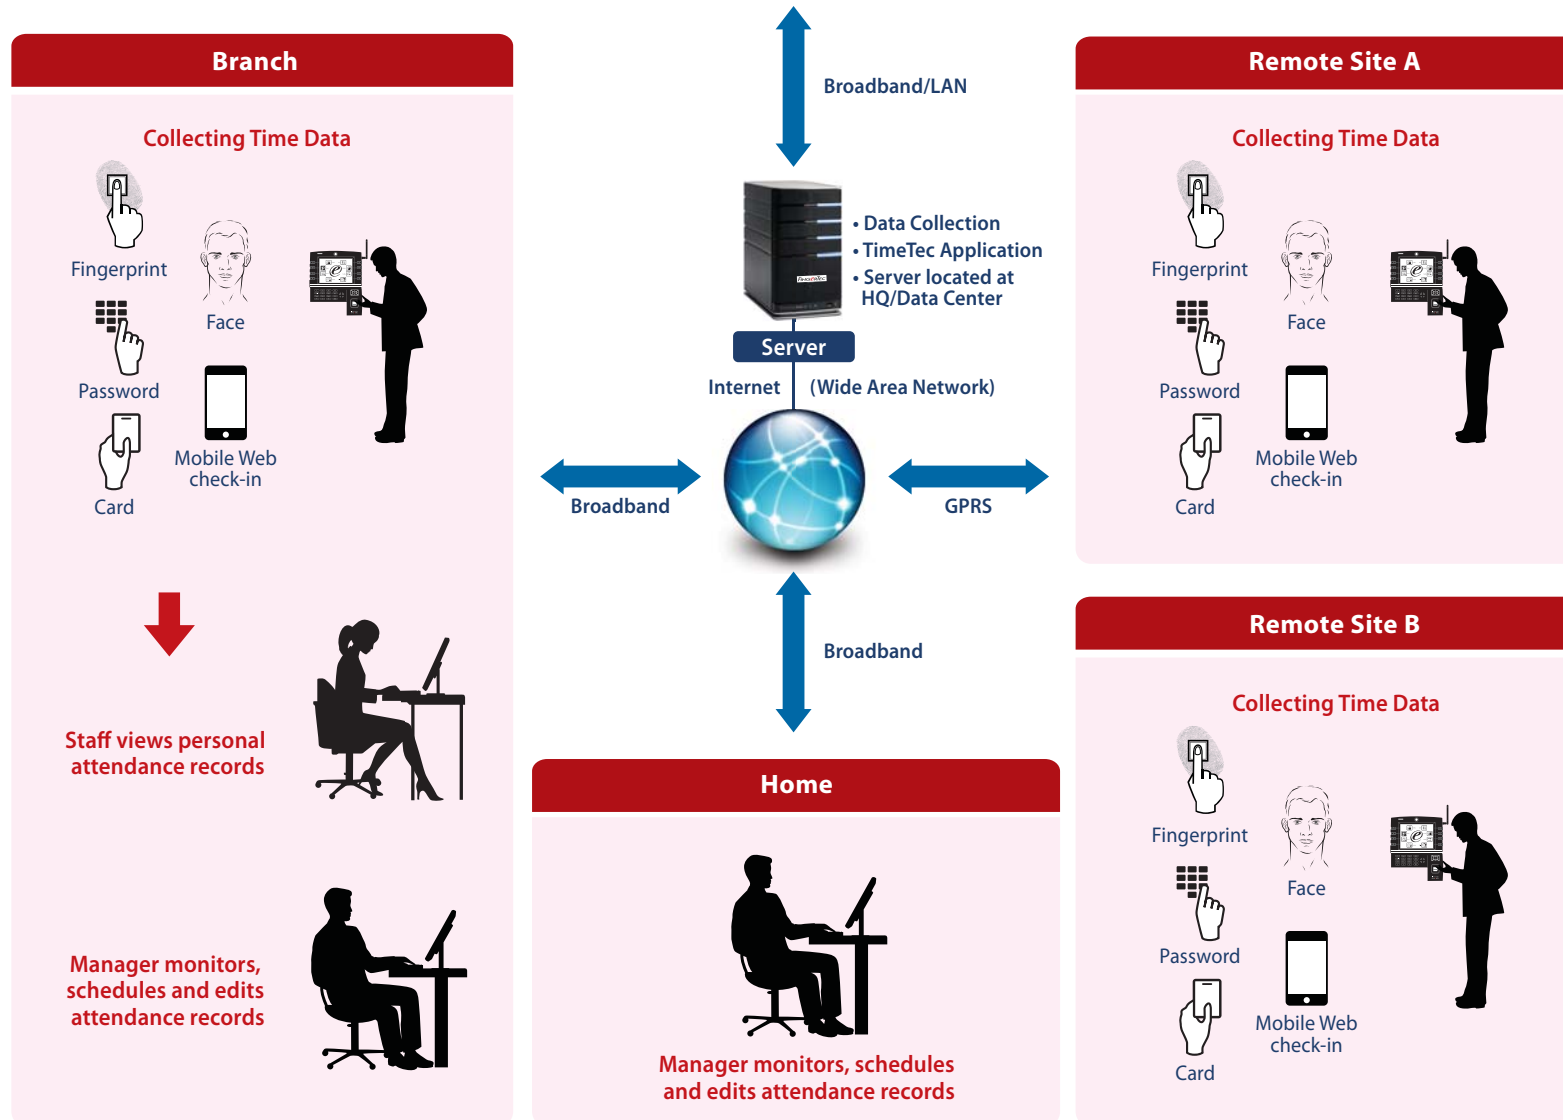 Branch
Collecting Time Data
Fingerprint
Face
Password
Mobile Web
check-in
Card
Staff views personal
attendance records
Manager monitors,
schedules and edits
attendance records
Broadband/LAN
• Data Collection
• TimeTec Application
• Server located at
HQ/Data Center
TimeTec
Server
Internet (Wide Area Network)
Broadband
GPRS
Broadband
Home
Manager monitors, schedules
and edits attendance records
Remote Site A
Collecting Time Data
Fingerprint
Face
Password
Mobile Web
check-in
Card
Remote Site B
Collecting Time Data
Fingerprint
Face
Password
Mobile Web
check-in
Card